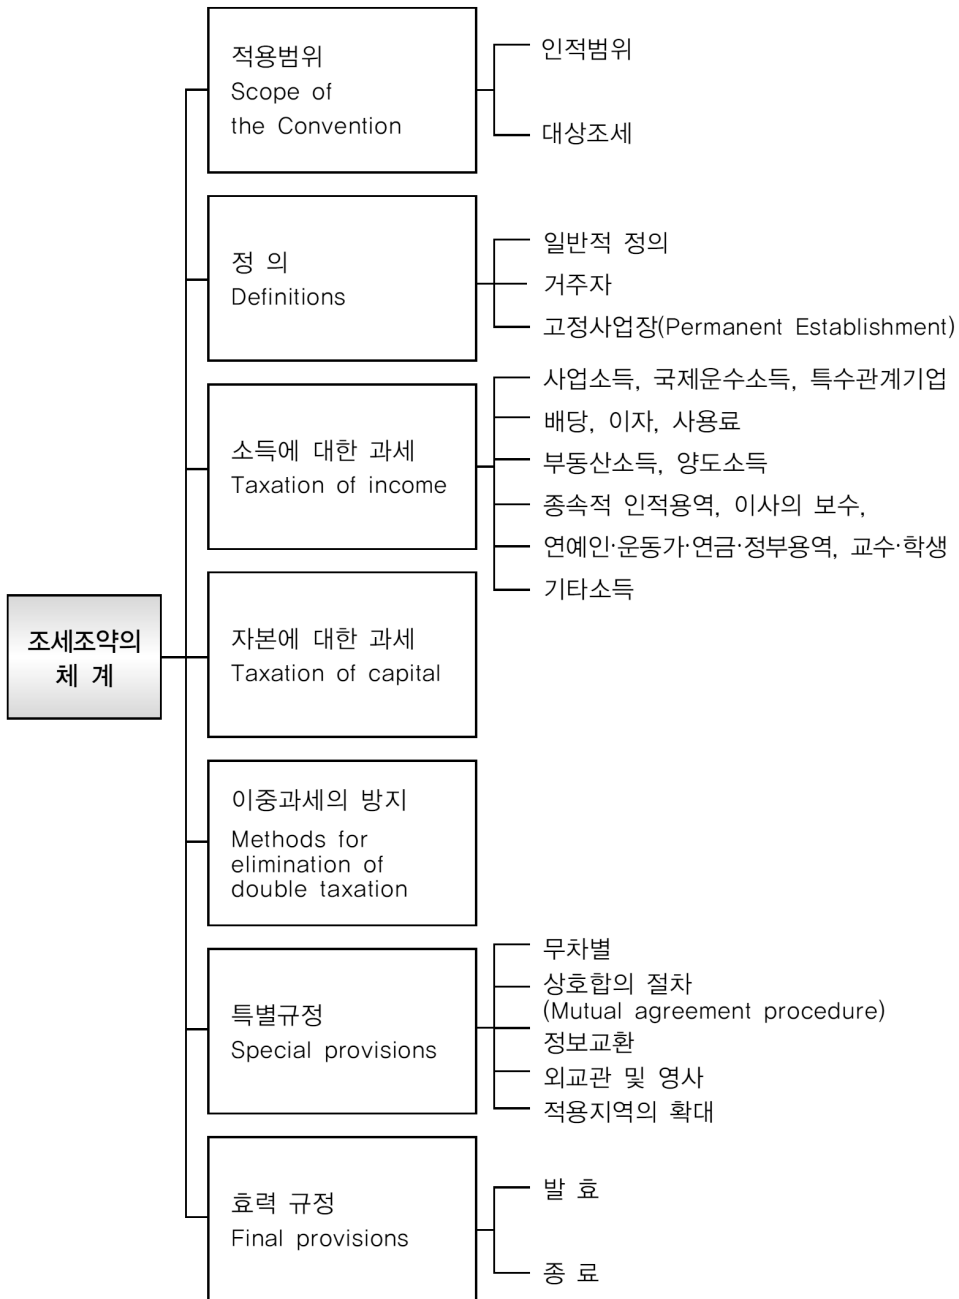 적용범위
Scope of
the Convention
인적범위
대상조세
정 의
Definitions
일반적 정의
거주자
고정사업장(Permanent Establishment)
소득에 대한 과세
Taxation of income
사업소득, 국제운수소득, 특수관계기업
배당, 이자, 사용료
부동산소득, 양도소득
종속적 인적용역, 이사의 보수,
연예인·운동가·연금·정부용역, 교수·학생
기타소득
조세조약의
체 계
자본에 대한 과세
Taxation of capital
이중과세의 방지
Methods for
elimination of
double taxation
특별규정
Special provisions
무차별
상호합의 절차
(Mutual agreement procedure)
정보교환
외교관 및 영사
적용지역의 확대
효력 규정
Final provisions
발 효
종 료